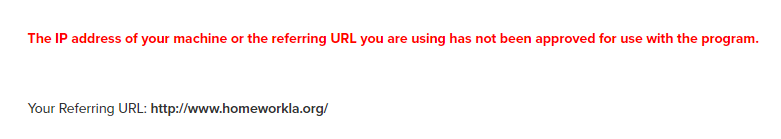 The IP address of your machine or the referring URL you are using has not been approved for use with the program.
Your Referring URL: http://www.homeworkla.org/